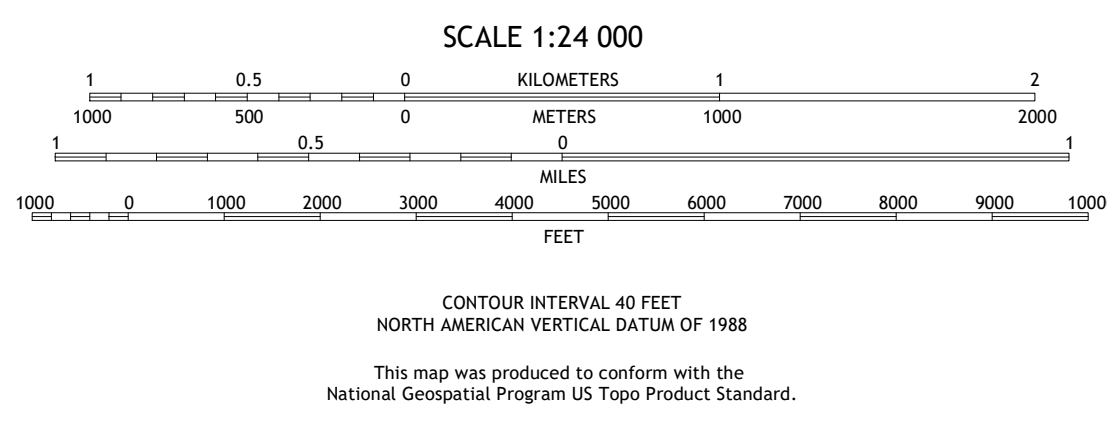 SCALE 1:24 000
1 0.5 0 KILOMETERS 1 2
1000 500 0 METERS 1000 2000
1 0.5 0 1
MILES
1000 0 1000 2000 3000 4000 5000 6000 7000 8000 9000 1000
FEET
CONTOUR INTERVAL 40 FEET
NORTH AMERICAN VERTICAL DATUM OF 1988
This map was produced to conform with the
National Geospatial Program US Topo Product Standard.